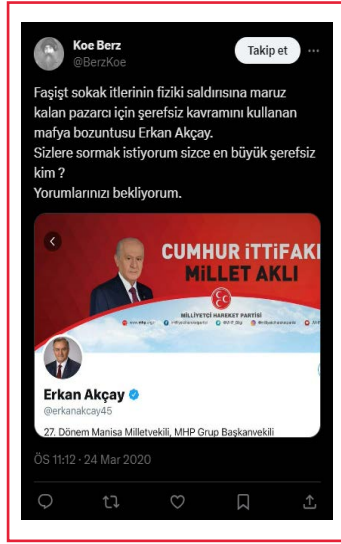 Koe Berz
@BerzKoe
Takip et
Faşist sokak itlerinin fiziki saldırısına maruz
kalan pazarcı için şerefsiz kavramını kullanan
mafya bozuntusu Erkan Akçay.
Sizlere sormak istiyorum sizce en büyük şerefsiz
kim ?
Yorumlarınızı bekliyorum.
CUMHUR İTTİFAKI
MİLLET AKLI
MİLLİYETÇİ HAREKET PARTİSİ
Erkan Akçay
@erkanakcay45
27. Dönem Manisa Milletvekili, MHP Grup Başkanvekili
ÖS 11:12 · 24 Mar 2020